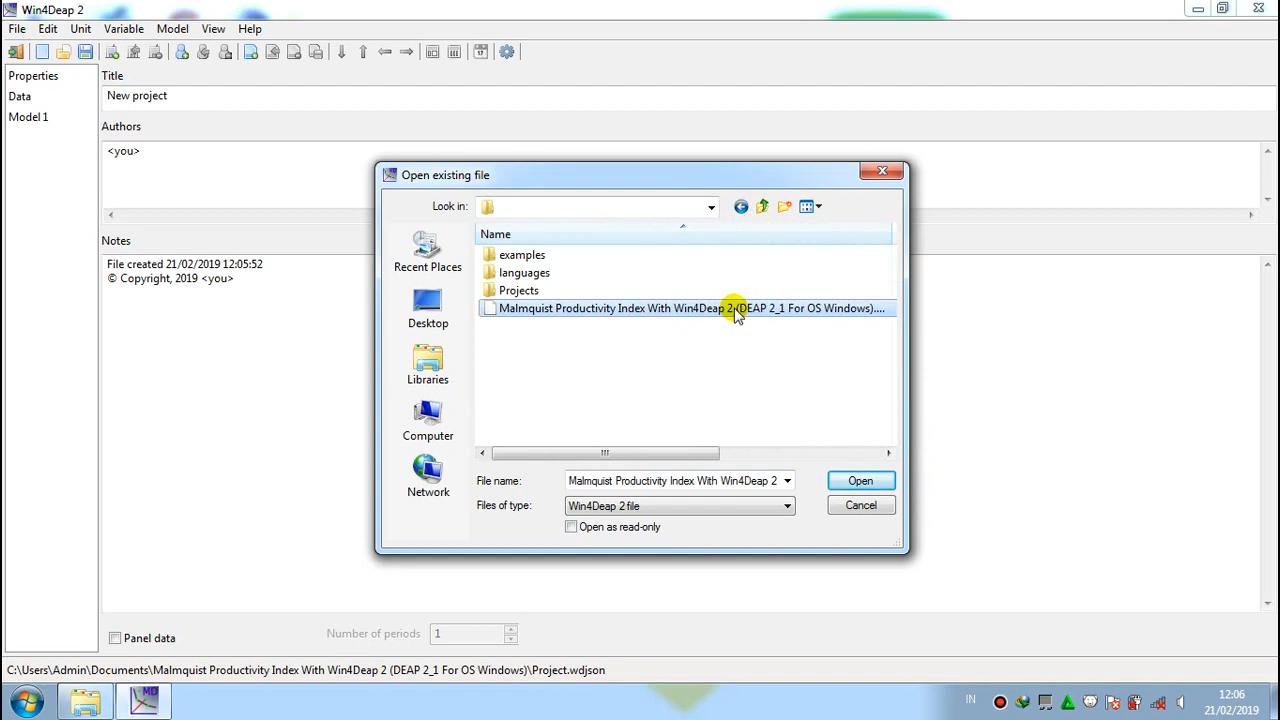 Win4Deap 2
File Edit Unit Variable Model View Help
Properties
Data
Model 1
Title
New project
Authors
<you>
Notes
File created 21/02/2019 12:05:52
© Copyright, 2019 <you>
Open existing file
Look in:
Name
examples
languages
Projects
Malmquist Productivity Index With Win4Deap 2 (DEAP 2_1 For OS Windows)....
Recent Places
Desktop
Libraries
Computer
Network
File name: Malmquist Productivity Index With Win4Deap 2 Open
Files of type: Win4Deap 2 file Cancel
Open as read-only
Panel data Number of periods 1
C:\Users\Admin\Documents\Malmquist Productivity Index With Win4Deap 2 (DEAP 2_1 For OS Windows)\Project.wdjson
MD
IN
12:06
21/02/2019